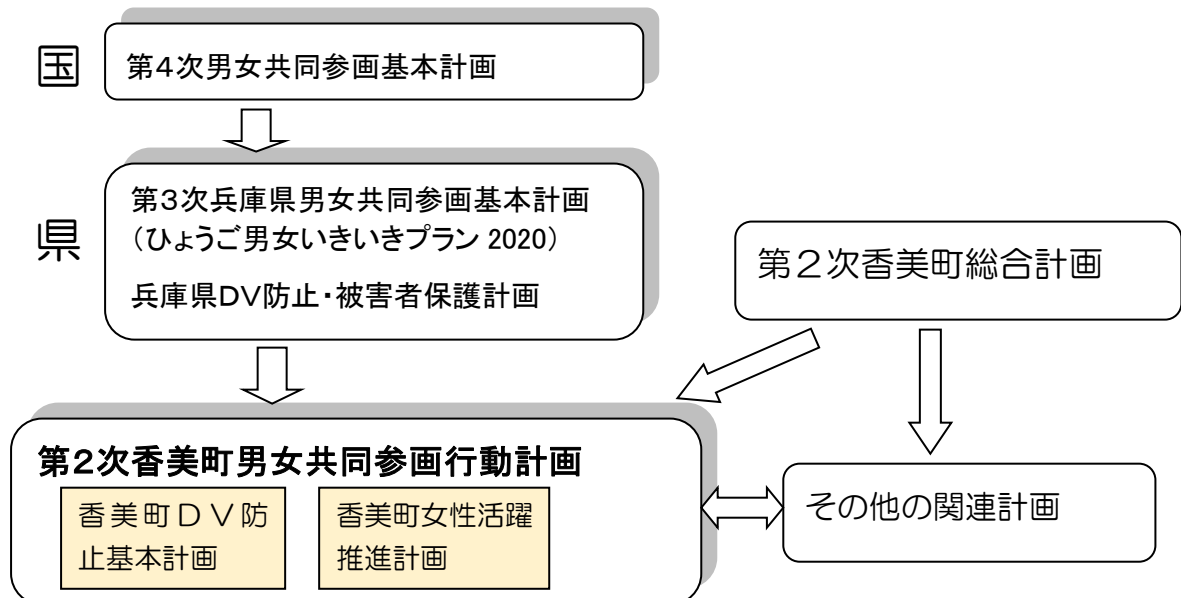 国
第4次男女共同参画基本計画
県
第3次兵庫県男女共同参画基本計画
（ひょうご男女いきいきプラン 2020）
兵庫県DV防止・被害者保護計画
第２次香美町総合計画
第2次香美町男女共同参画行動計画
香美町ＤＶ防
止基本計画
香美町女性活躍
推進計画
その他の関連計画